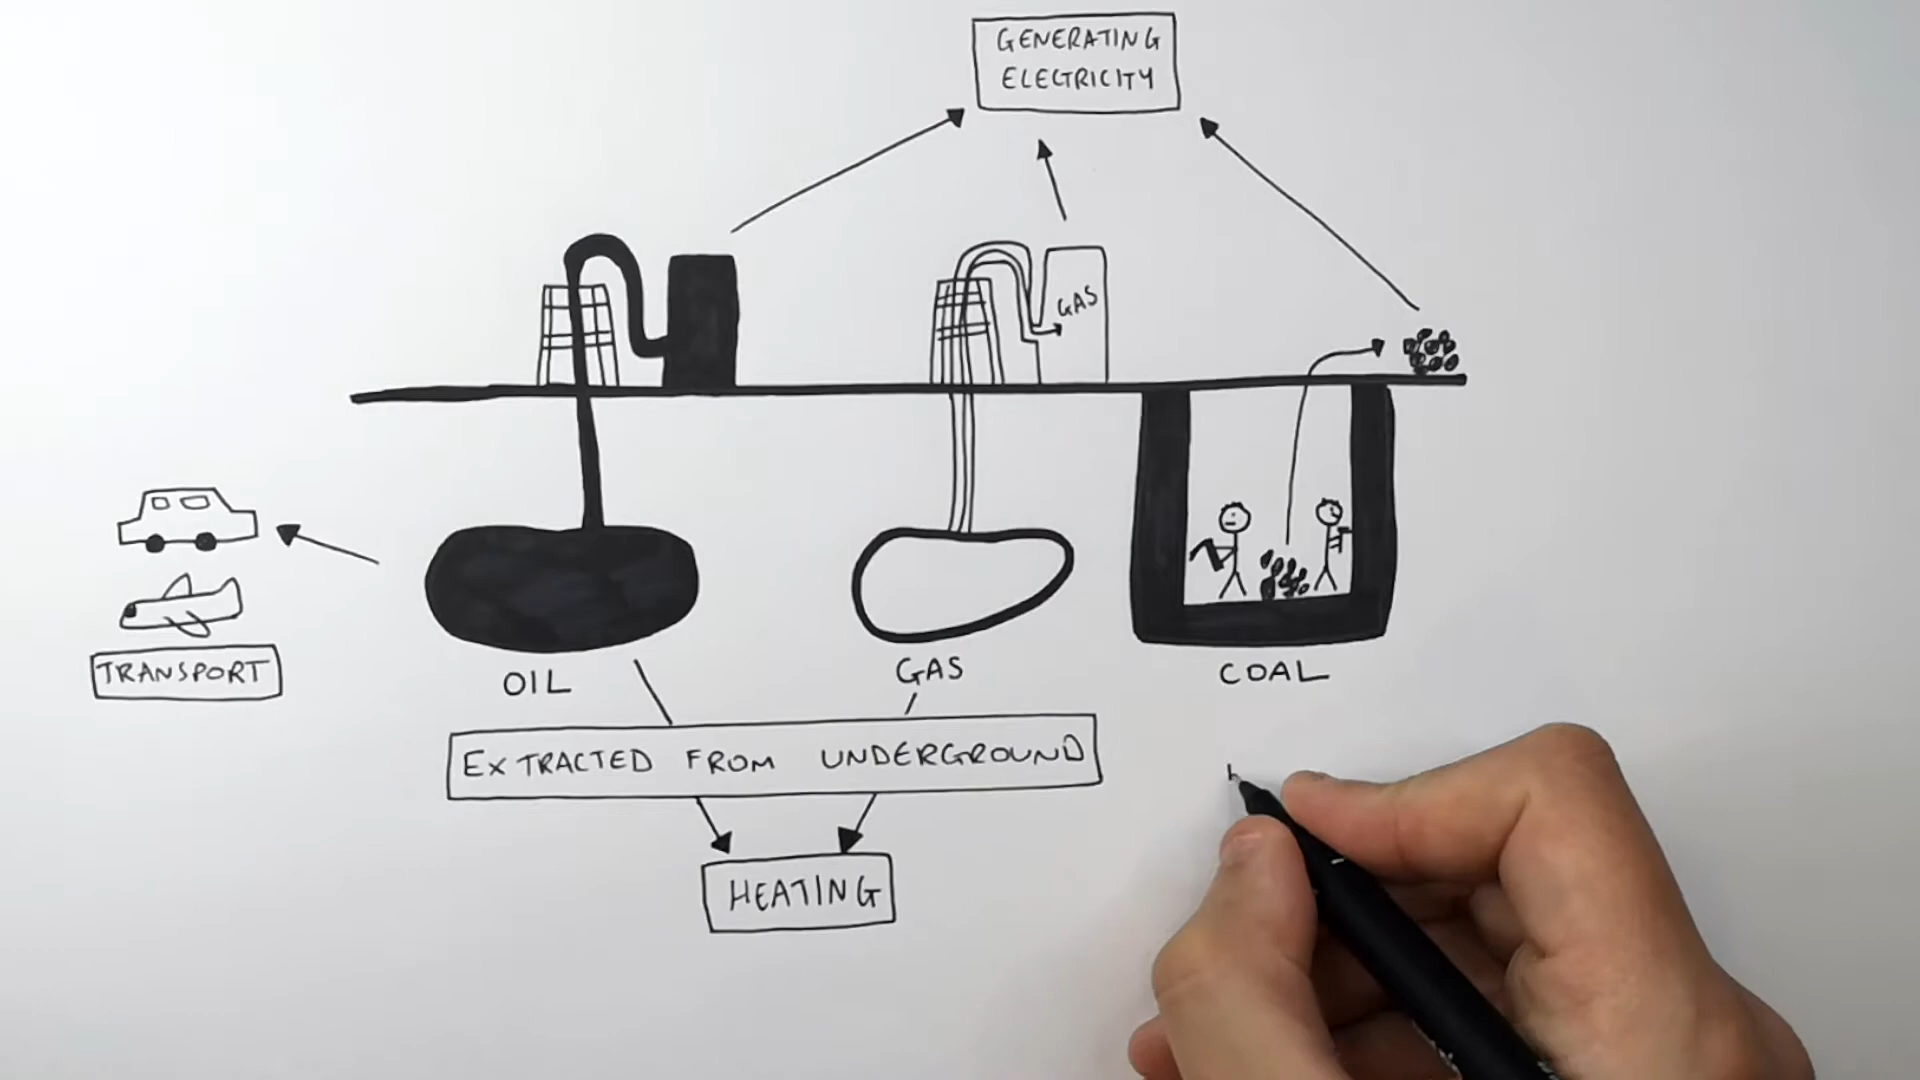 GENERATING
ELECTRICITY
GAS
TRANSPORT
OIL
GAS
COAL
EXTRACTED FROM UNDERGROUND
HEATING